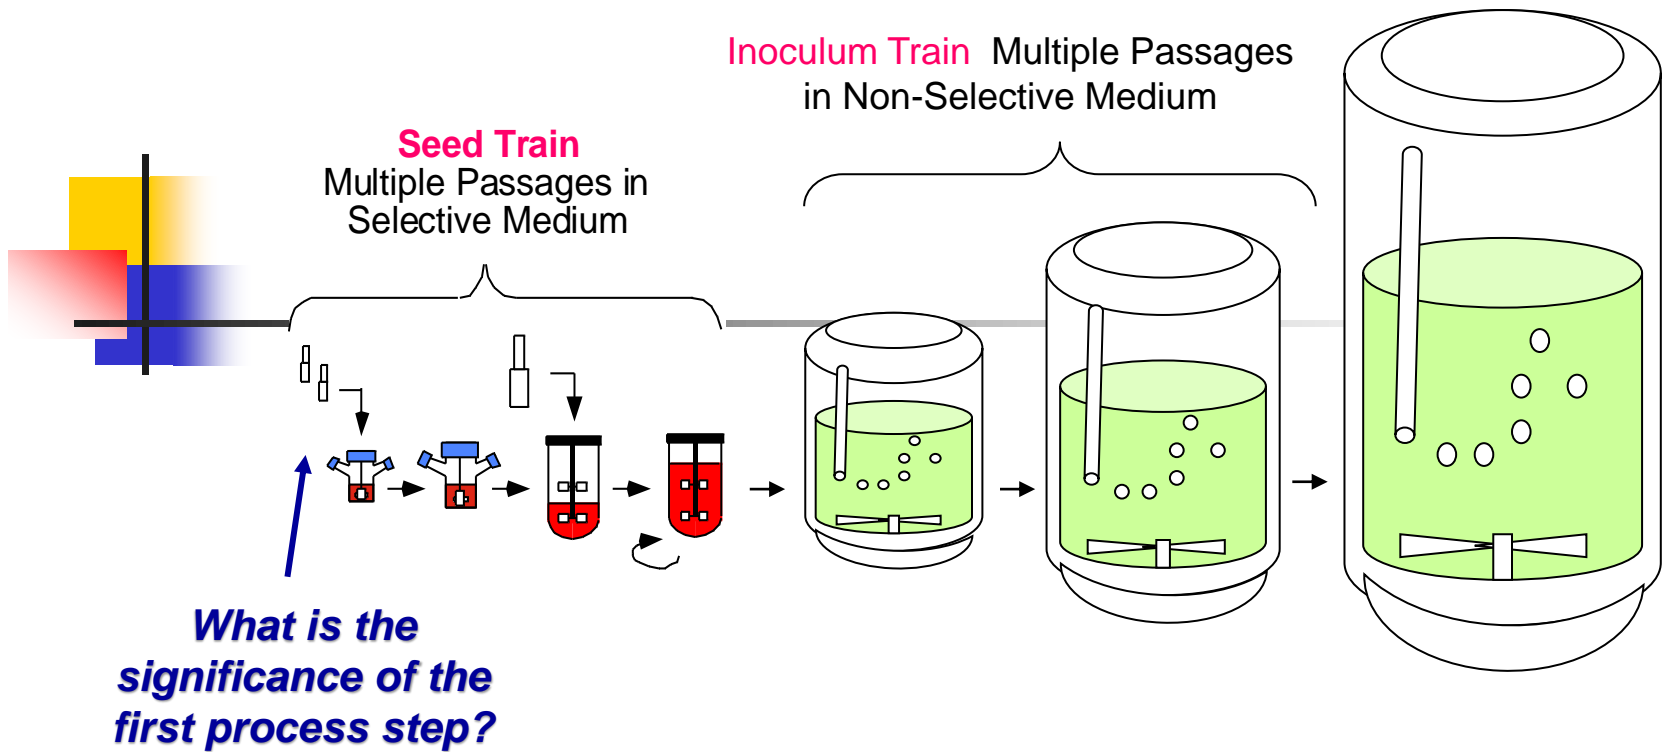 Inoculum Train Multiple Passages
in Non-Selective Medium
Seed Train
Multiple Passages in
Selective Medium
What is the
significance of the
first process step?